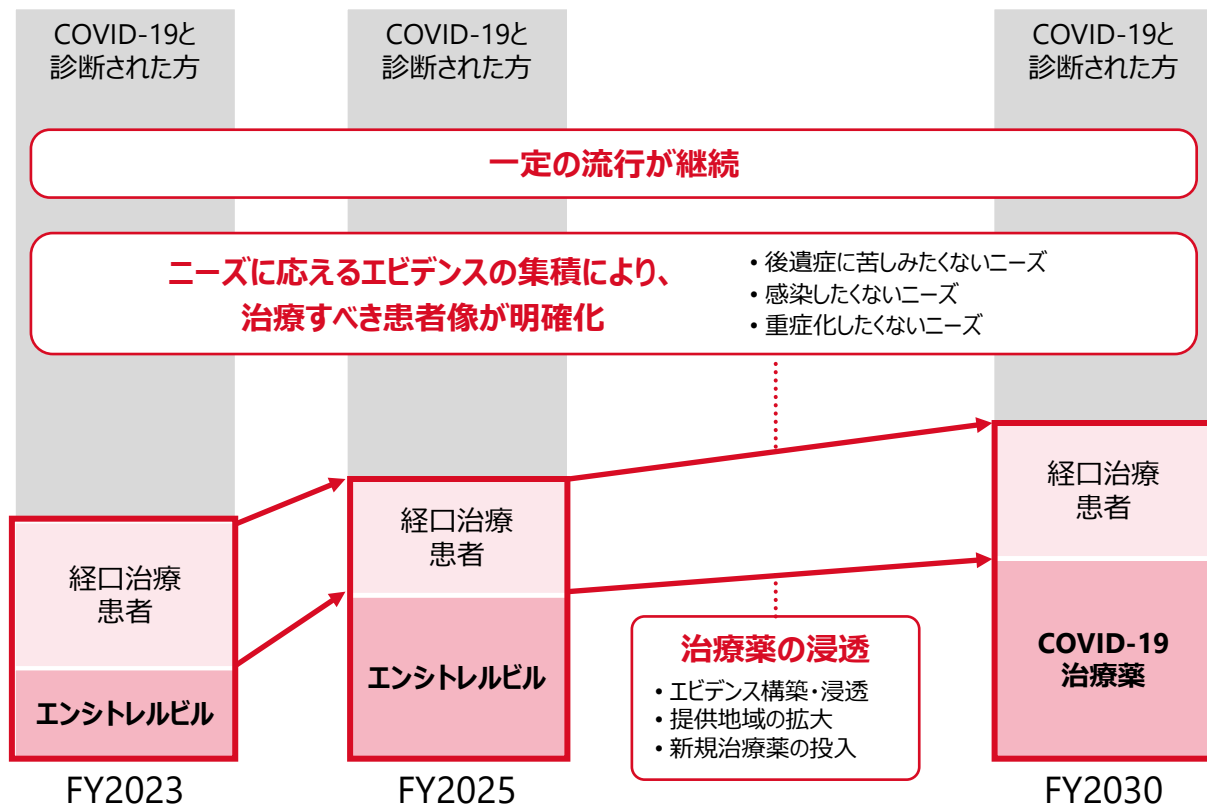 COVID-19と
診断された方
COVID-19と
診断された方
COVID-19と
診断された方
一定の流行が継続
ニーズに応えるエビデンスの集積により、
治療すべき患者像が明確化
• 後遺症に苦しみたくないニーズ
• 感染したくないニーズ
• 重症化したくないニーズ
経口治療
患者
エンシトレルビル
経口治療
患者
エンシトレルビル
治療薬の浸透
• エビデンス構築・浸透
• 提供地域の拡大
• 新規治療薬の投入
経口治療
患者
COVID-19
治療薬
FY2023
FY2025
FY2030